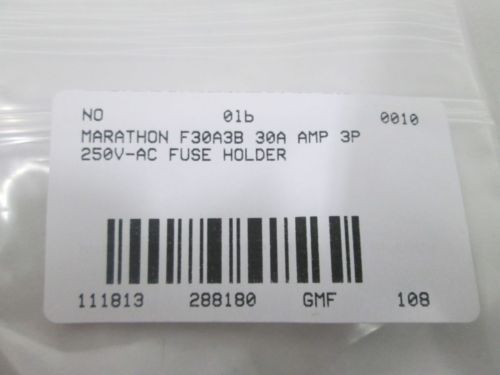 NO 01b 0010
MARATHON F30A3B 30A AMP 3P
250V-AC FUSE HOLDER
111813 288180 GMF 108